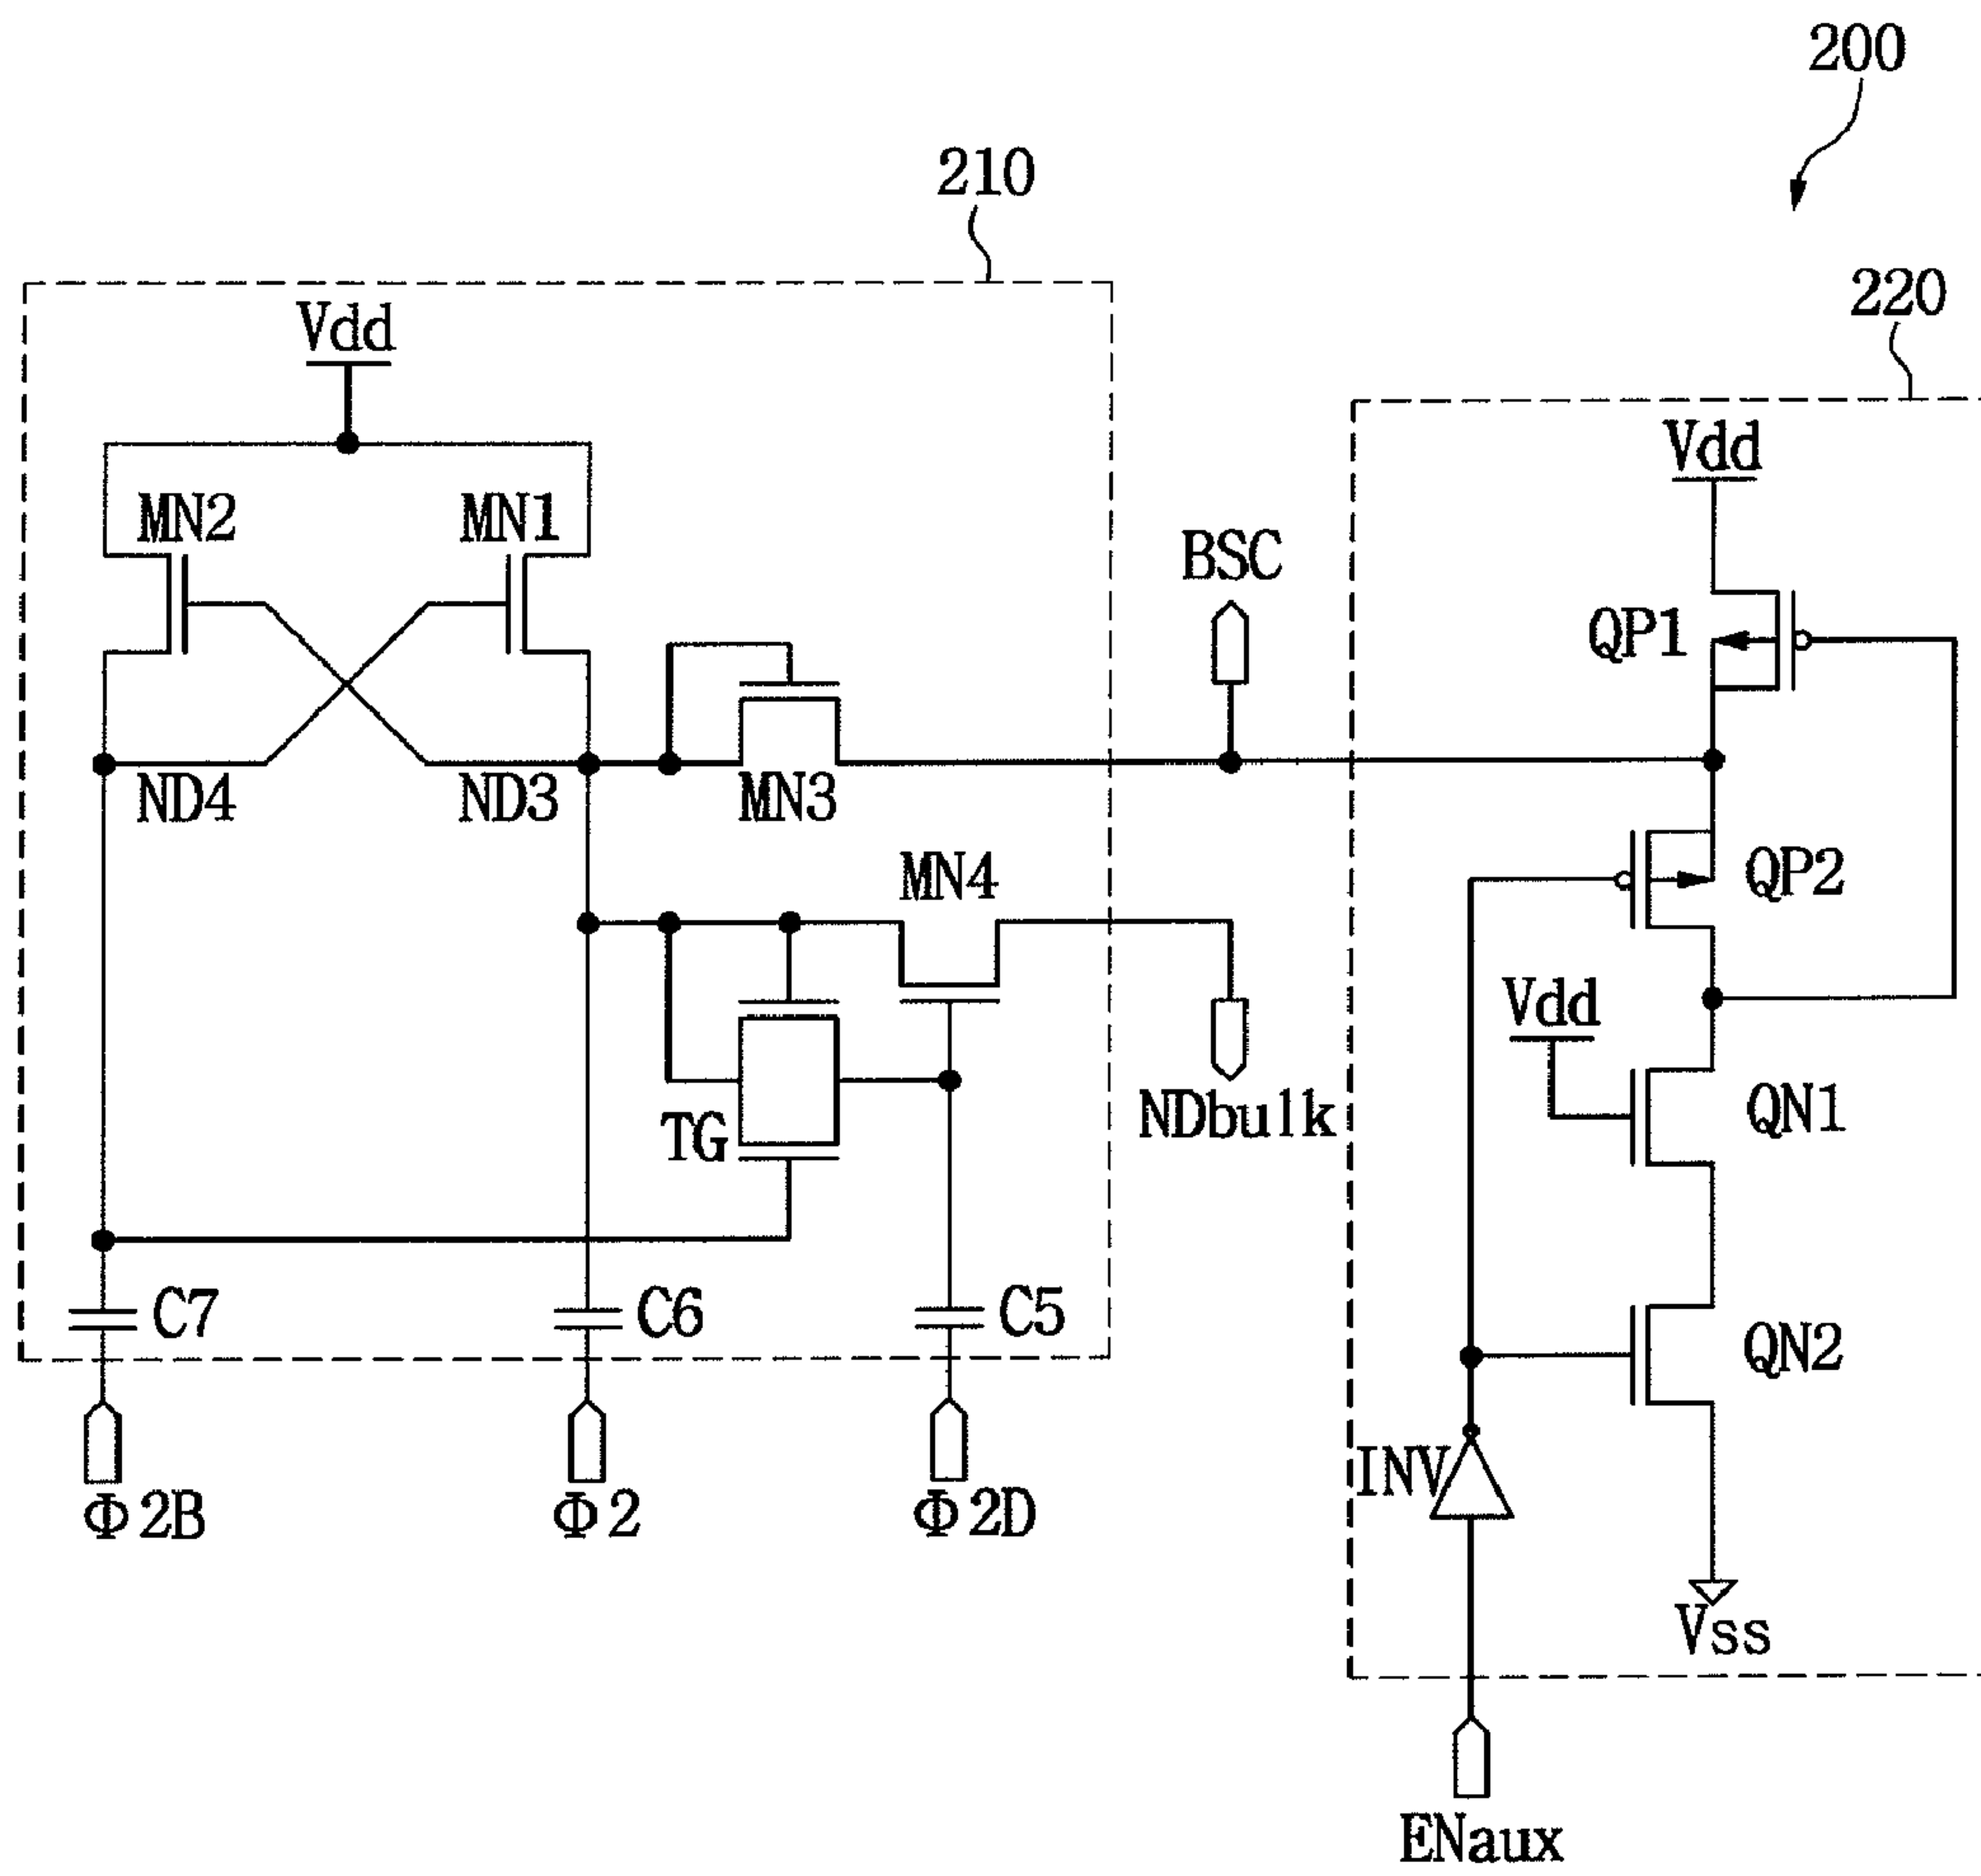 200
210
220
Vdd
Vdd
MN2
MN1
BSC
QP1
ND4
ND3
MN3
MN4
QP2
Vdd
NDbulk
QN1
TG
C7
C6
C5
QN2
INV
Φ2B
Φ2
Φ2D
Vss
ENaux